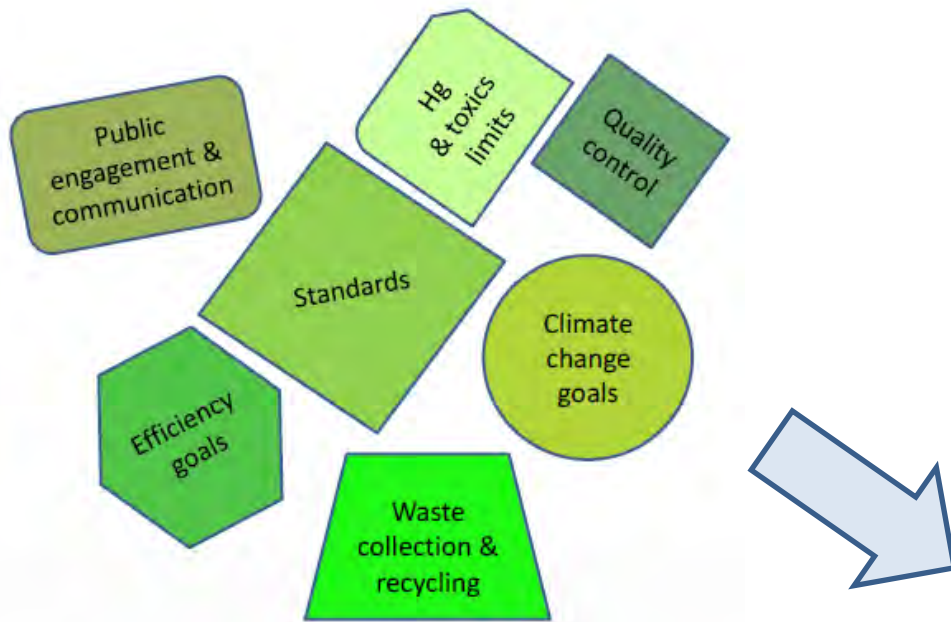 Hg
& toxics
limits
Quality
control
Public
engagement &
communication
Standards
Climate
change
goals
Efficiency
goals
Waste
collection &
recycling